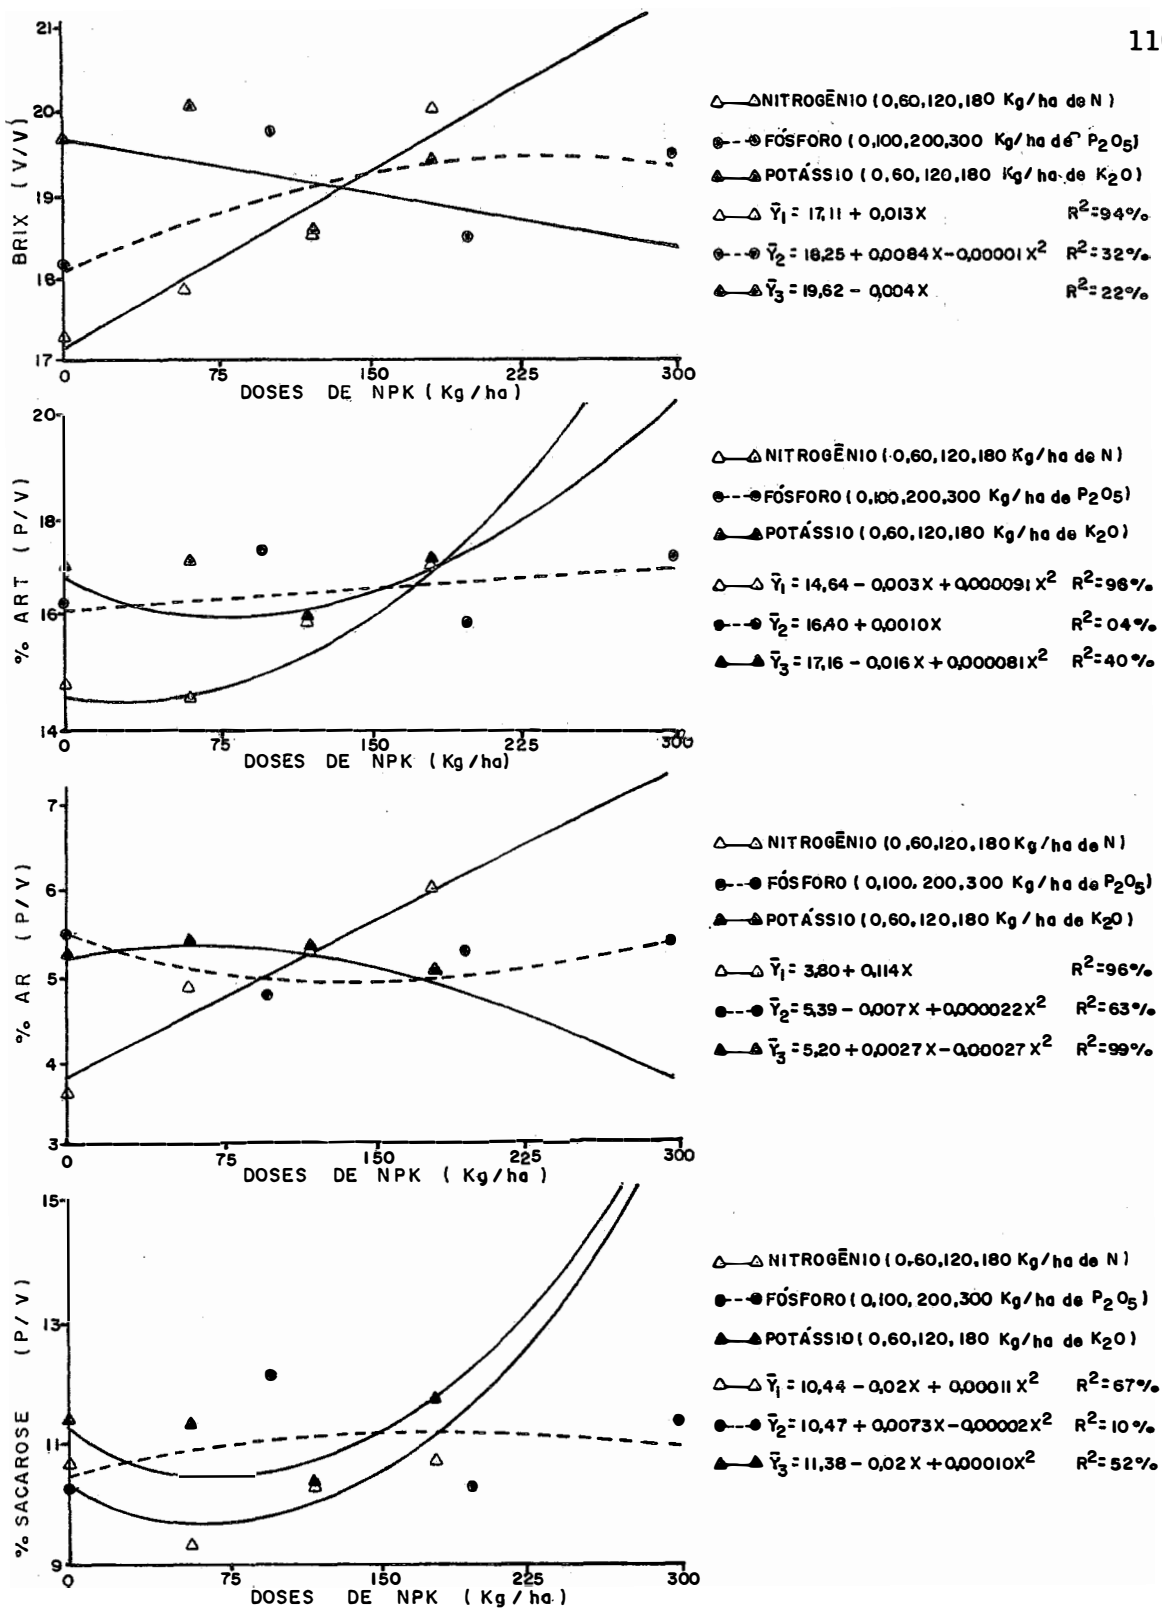 11
21
20
19
18
17
BRIX (V/V)
0 75 150 225 300
DOSES DE NPK (Kg/ha)
NITROGĒNIO (0,60,120,180 Kg/ha de N)
FÓSFORO (0,100,200,300 Kg/ha de P2O5)
POTÁSSIO (0,60,120,180 Kg/ha de K2O)
Ȳ1 = 17,11 + 0,013X R2=94%
Ȳ2 = 18,25 + 0,0084X-0,00001X2 R2=32%
Ȳ3 = 19,62 - 0,004X R2=22%
20
18
16
14
% ART (P/V)
0 75 150 225 300
DOSES DE NPK (Kg/ha)
NITROGĒNIO (0,60,120,180 Kg/ha de N)
FÓSFORO (0,100,200,300 Kg/ha de P2O5)
POTÁSSIO (0,60,120,180 Kg/ha de K2O)
Ȳ1 = 14,64 - 0,003X + 0,000091X2 R2=98%
Ȳ2 = 16,40 + 0,0010X R2= 04%
Ȳ3 = 17,16 - 0,016X + 0,000081X2 R2=40%
7
6
5
4
3
% AR (P/V)
0 75 150 225 300
DOSES DE NPK (Kg/ha)
NITROGĒNIO (0,60,120,180 Kg/ha de N)
FÓSFORO (0,100,200,300 Kg/ha de P2O5)
POTÁSSIO (0,60,120,180 Kg/ha de K2O)
Ȳ1 = 3,80 + 0,114X R2=96%
Ȳ2 = 5,39 - 0,007X + 0,000022X2 R2=63%
Ȳ3 = 5,20 + 0,0027X - 0,00027X2 R2=99%
15
13
11
9
% SACAROSE (P/V)
0 75 150 225 300
DOSES DE NPK (Kg/ha)
NITROGĒNIO (0,60,120,180 Kg/ha de N)
FÓSFORO (0,100,200,300 Kg/ha de P2O5)
POTÁSSIO (0,60,120,180 Kg/ha de K2O)
Ȳ1 = 10,44 - 0,02X + 0,00011X2 R2=67%
Ȳ2 = 10,47 + 0,0073X-0,00002X2 R2=10%
Ȳ3 = 11,38 - 0,02X + 0,00010X2 R2=52%